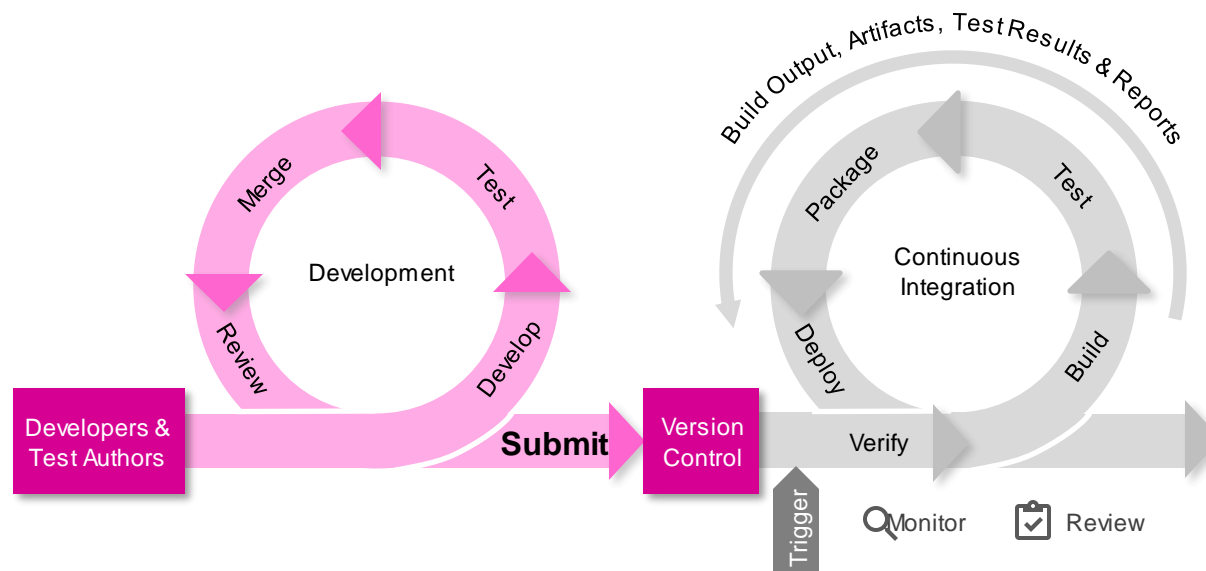 Build Output, Artifacts, Test Results & Reports
Merge
Test
Development
Review
Develop
Developers &
Test Authors
Submit
Package
Test
Continuous
Integration
Deploy
Build
Version
Control
Verify
Trigger
Monitor
Review